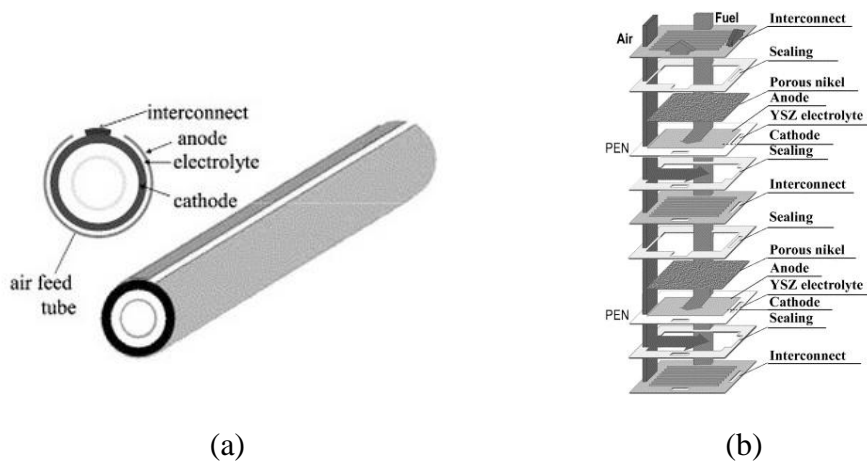 interconnect
anode
electrolyte
cathode
air feed
tube
(a)
Fuel
Air
Interconnect
Sealing
Porous nikel
Anode
YSZ electrolyte
PEN
Cathode
Sealing
Interconnect
Sealing
Porous nikel
Anode
YSZ electrolyte
PEN
Cathode
Sealing
Interconnect
(b)